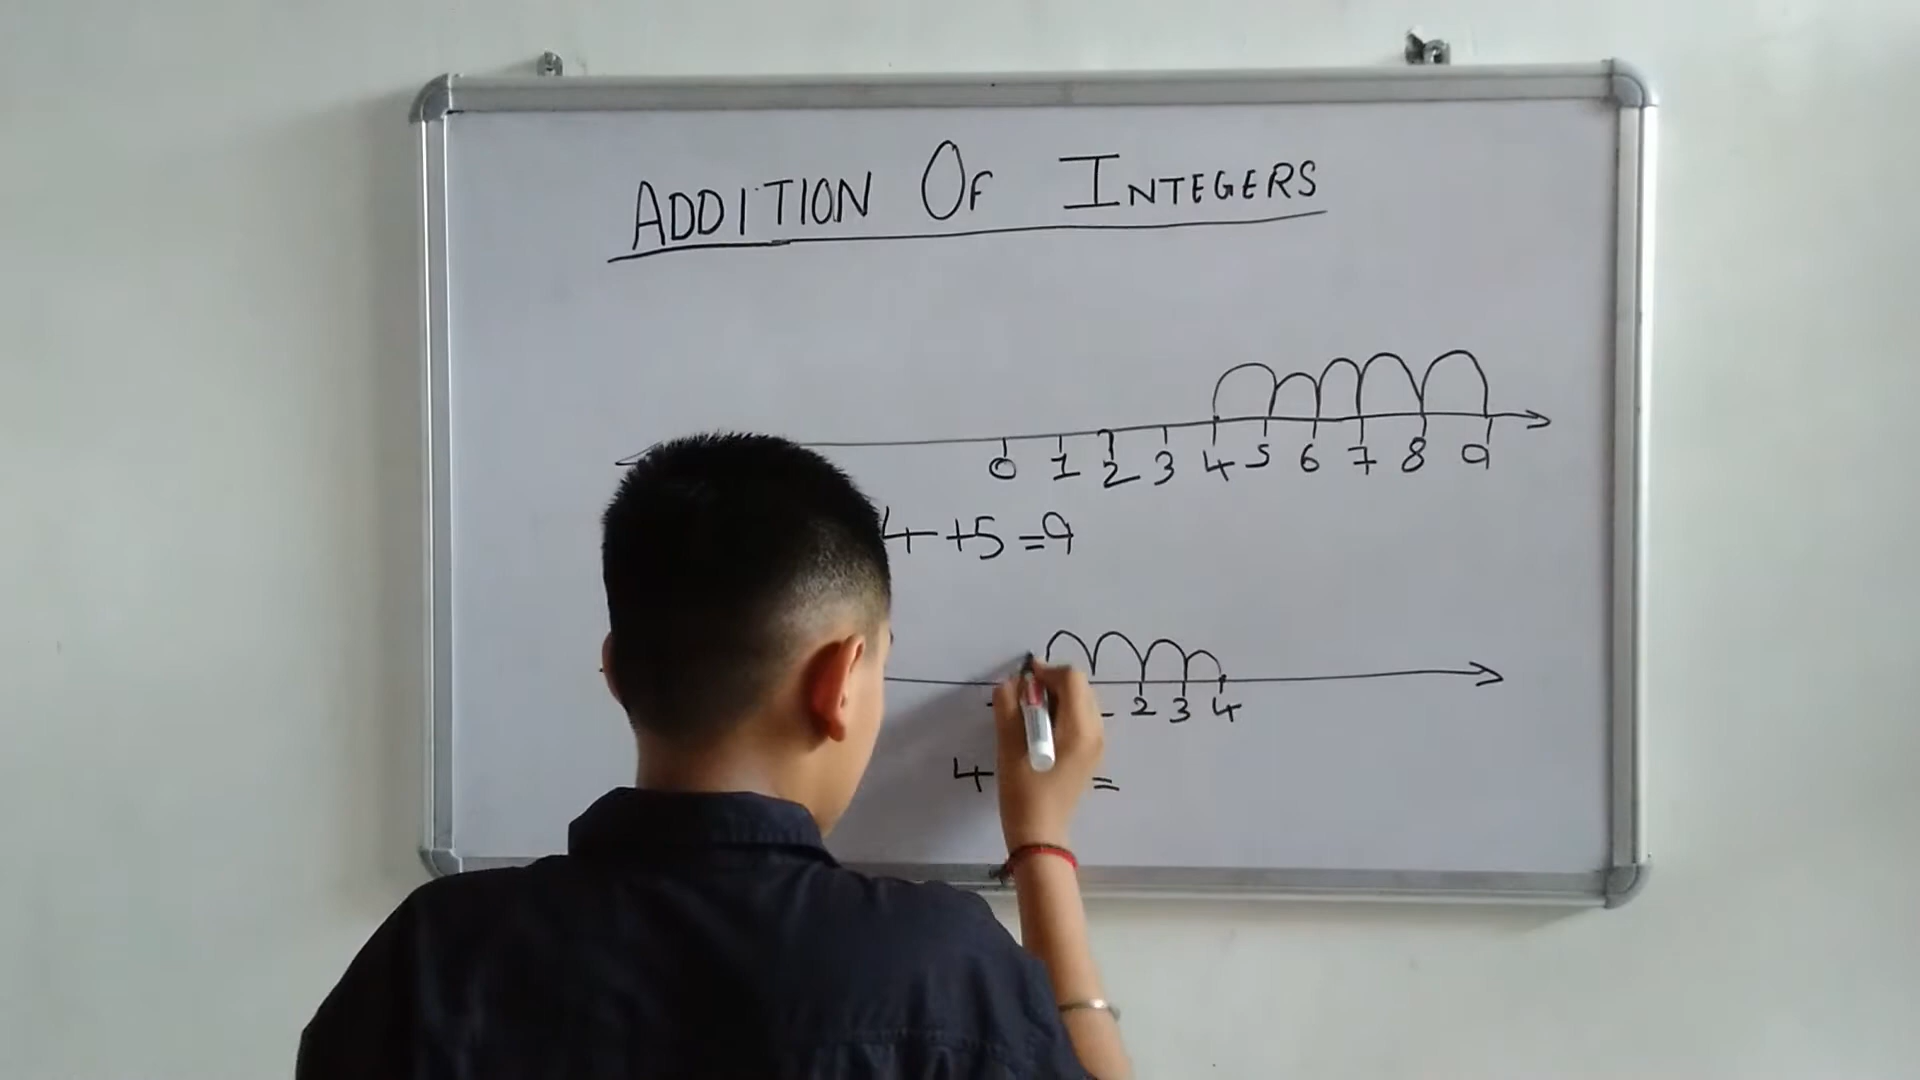 ADDITION OF INTEGERS
0 1 2 3 4 5 6 7 8 9
4 + +5 = 9
2 3 4
4 =